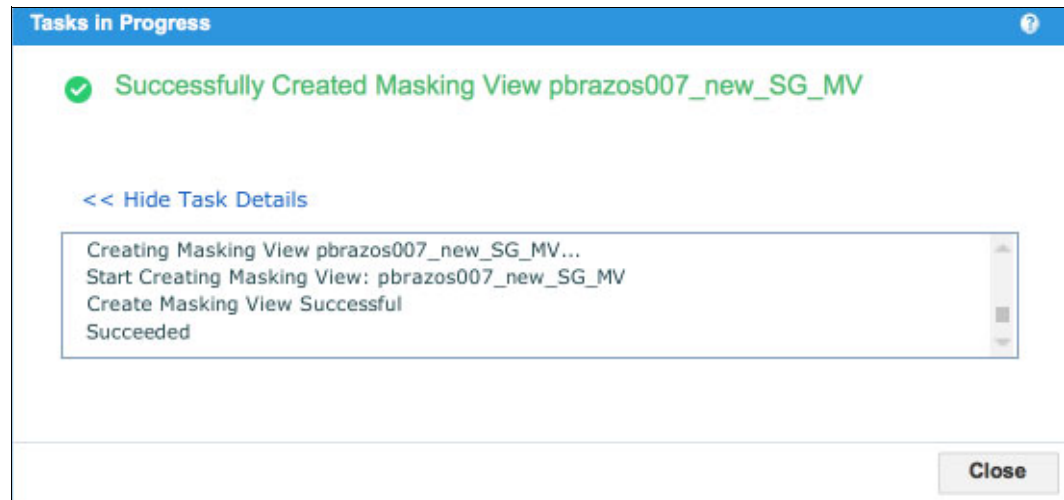 Tasks in Progress
?
Successfully Created Masking View pbrazos007_new_SG_MV
<< Hide Task Details
Creating Masking View pbrazos007_new_SG_MV...
Start Creating Masking View: pbrazos007_new_SG_MV
Create Masking View Successful
Succeeded
Close